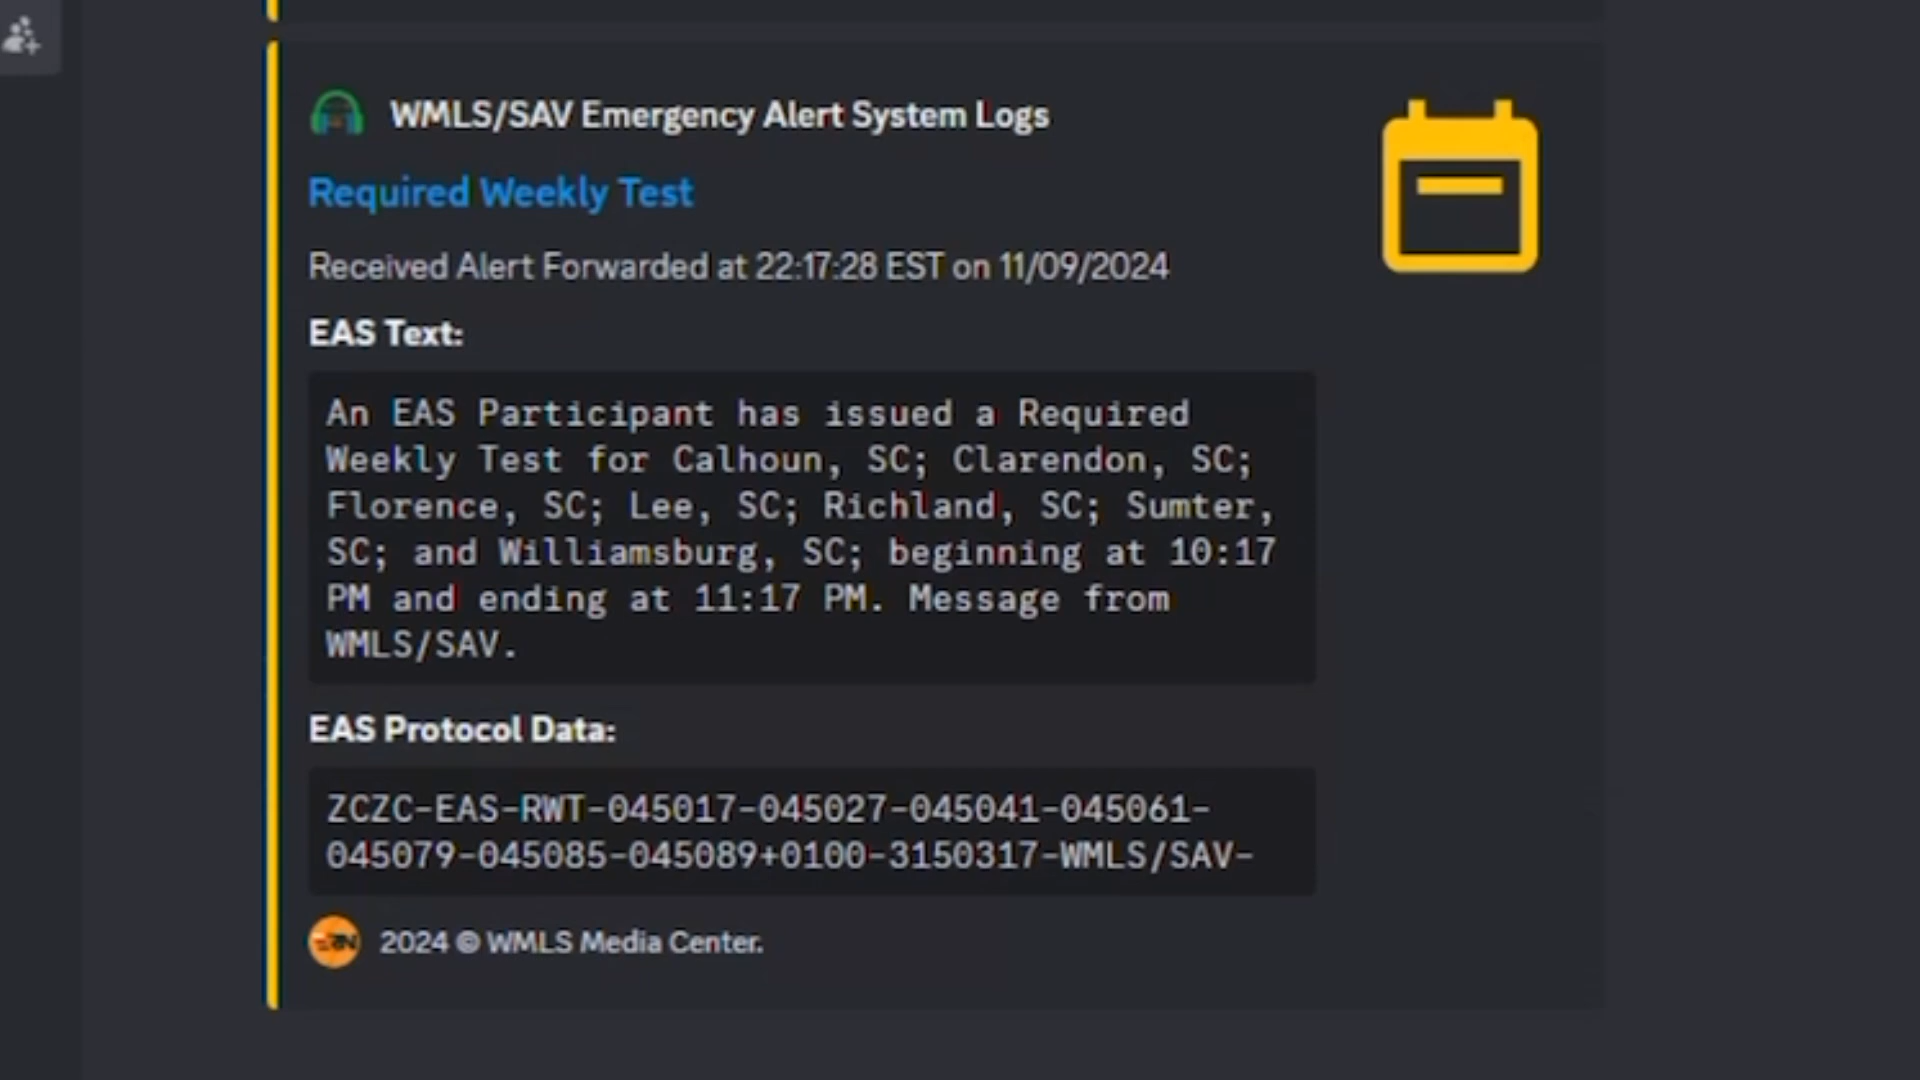 WMLS/SAV Emergency Alert System Logs
Required Weekly Test
Received Alert Forwarded at 22:17:28 EST on 11/09/2024
EAS Text:
An EAS Participant has issued a Required
Weekly Test for Calhoun, SC; Clarendon, SC;
Florence, SC; Lee, SC; Richland, SC; Sumter,
SC; and Williamsburg, SC; beginning at 10:17
PM and ending at 11:17 PM. Message from
WMLS/SAV.
EAS Protocol Data:
ZCZC-EAS-RWT-045017-045027-045041-045061-
045079-045085-045089+0100-3150317-WMLS/SAV-
2024 © WMLS Media Center.